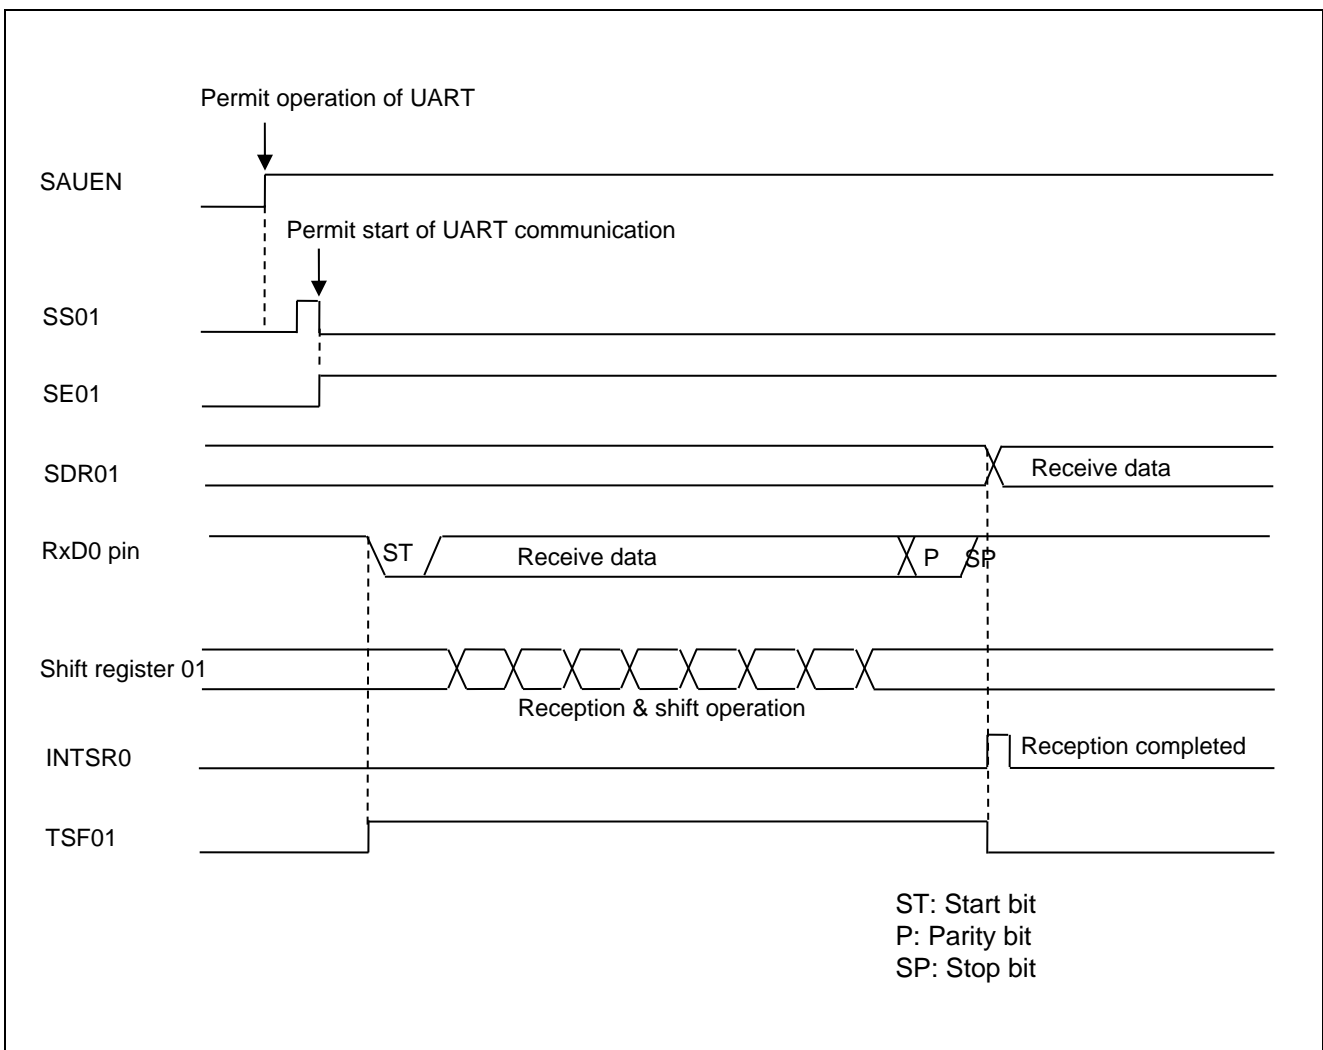 Permit operation of UART
SAUEN
Permit start of UART communication
SS01
SE01
SDR01
Receive data
RxD0 pin
ST
Receive data
P
SP
Shift register 01
Reception & shift operation
INTSR0
Reception completed
TSF01
ST: Start bit
P: Parity bit
SP: Stop bit